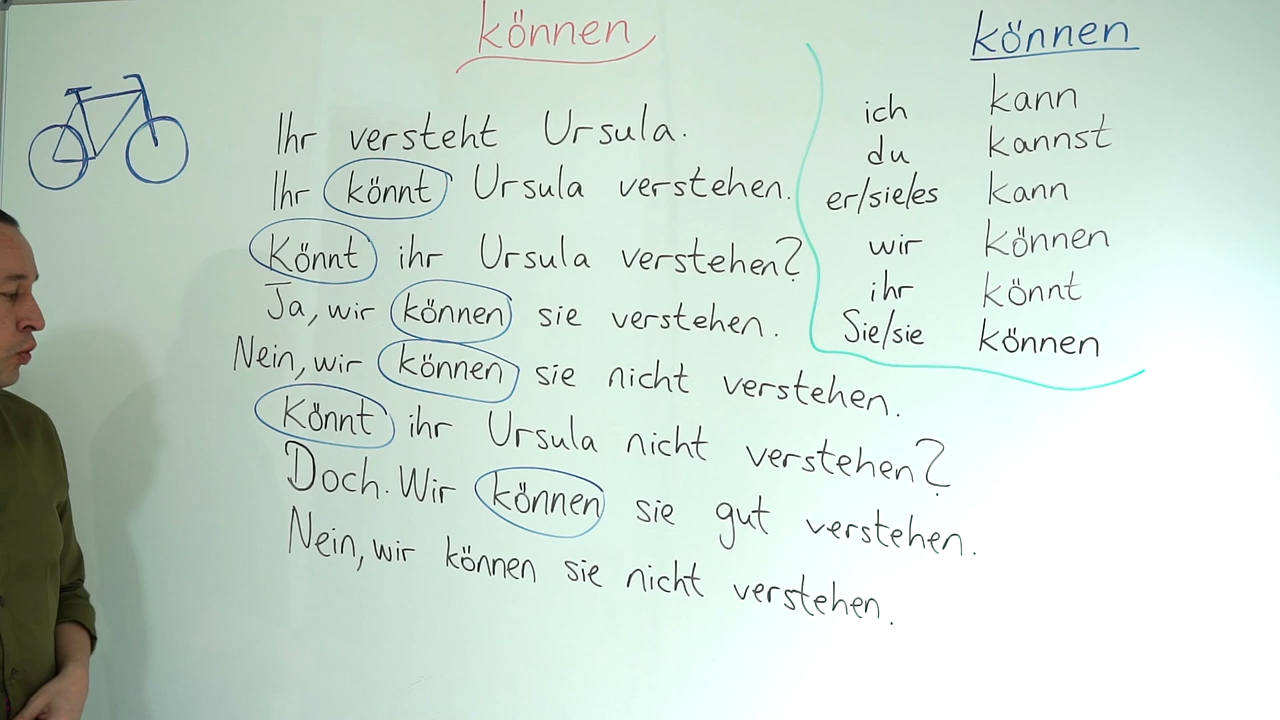 können
Ihr versteht Ursula.
Ihr könnt Ursula verstehen.
Könnt ihr Ursula verstehen?
Ja, wir können sie verstehen.
Nein, wir können sie nicht verstehen.
Könnt ihr Ursula nicht verstehen?
Doch. Wir können sie gut verstehen.
Nein, wir können sie nicht verstehen.
können
ich kann
du kannst
er/sie/es kann
wir können
ihr könnt
Sie/sie können